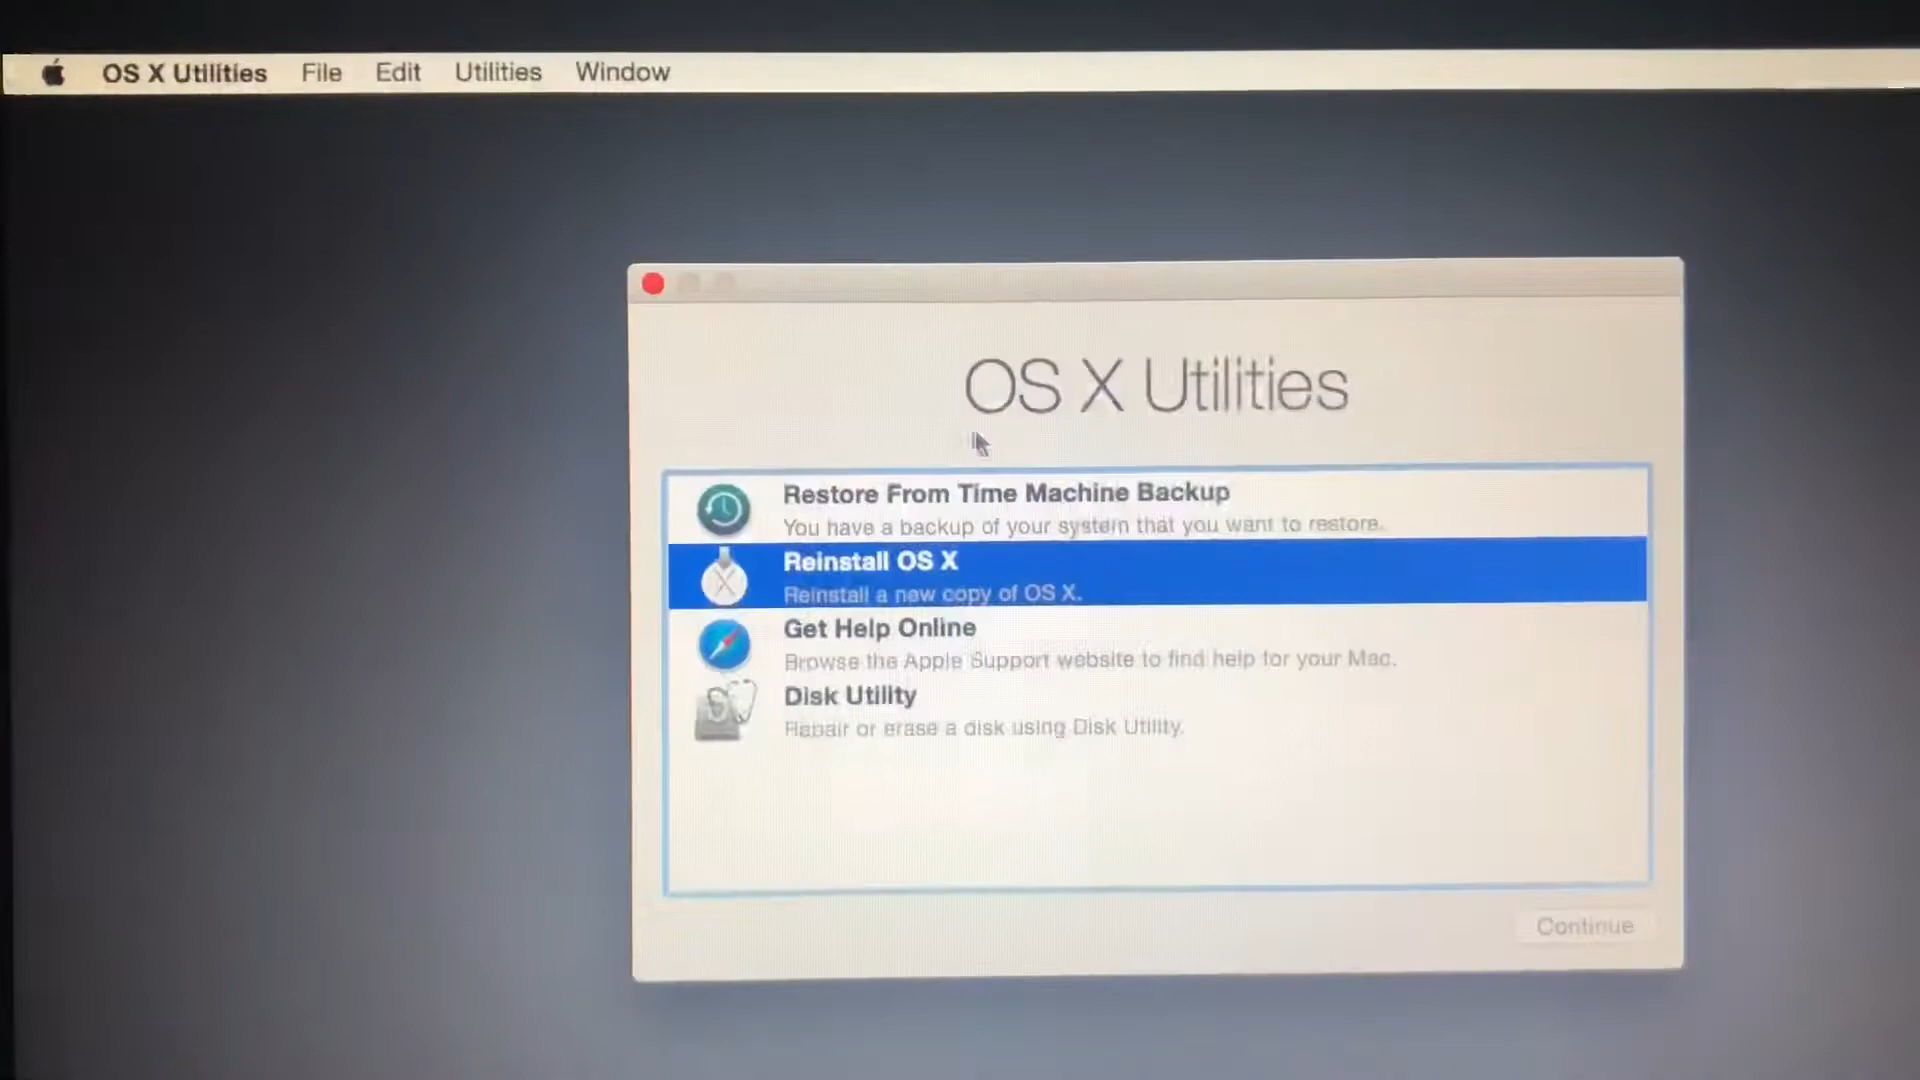 OS X Utilities File Edit Utilities Window
OS X Utilities
Restore From Time Machine Backup
You have a backup of your system that you want to restore.
Reinstall OS X
Reinstall a new copy of OS X.
Get Help Online
Browse the Apple Support website to find help for your Mac.
Disk Utility
Repair or erase a disk using Disk Utility.
Continue